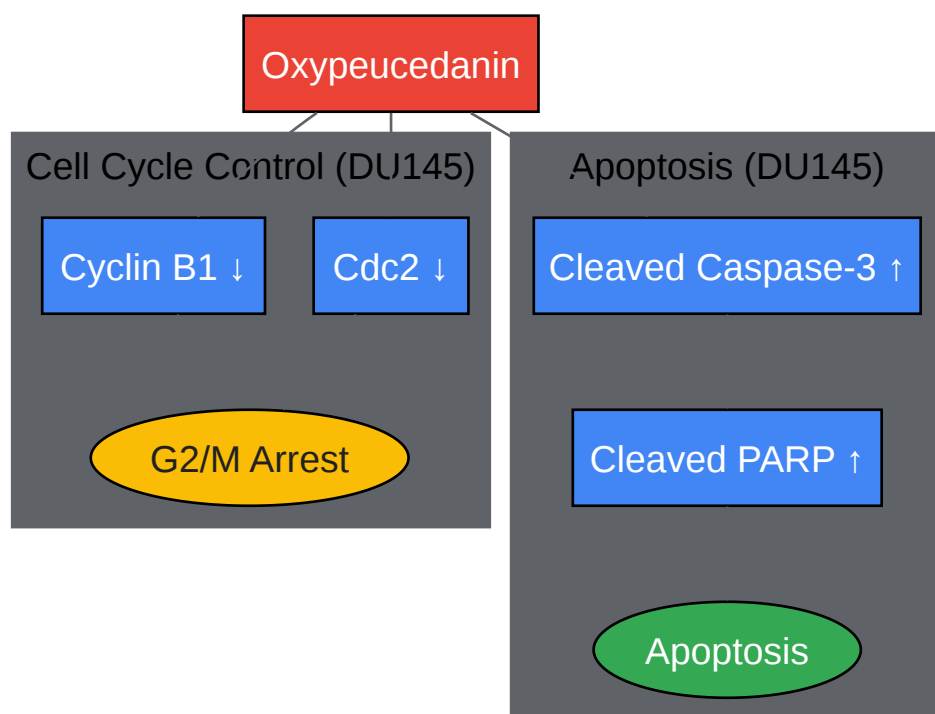 Oxypeucedanin
Cell Cycle Control (DU145)
Cyclin B1 ↓
Cdc2 ↓
G2/M Arrest
Apoptosis (DU145)
Cleaved Caspase-3 ↑
Cleaved PARP ↑
Apoptosis